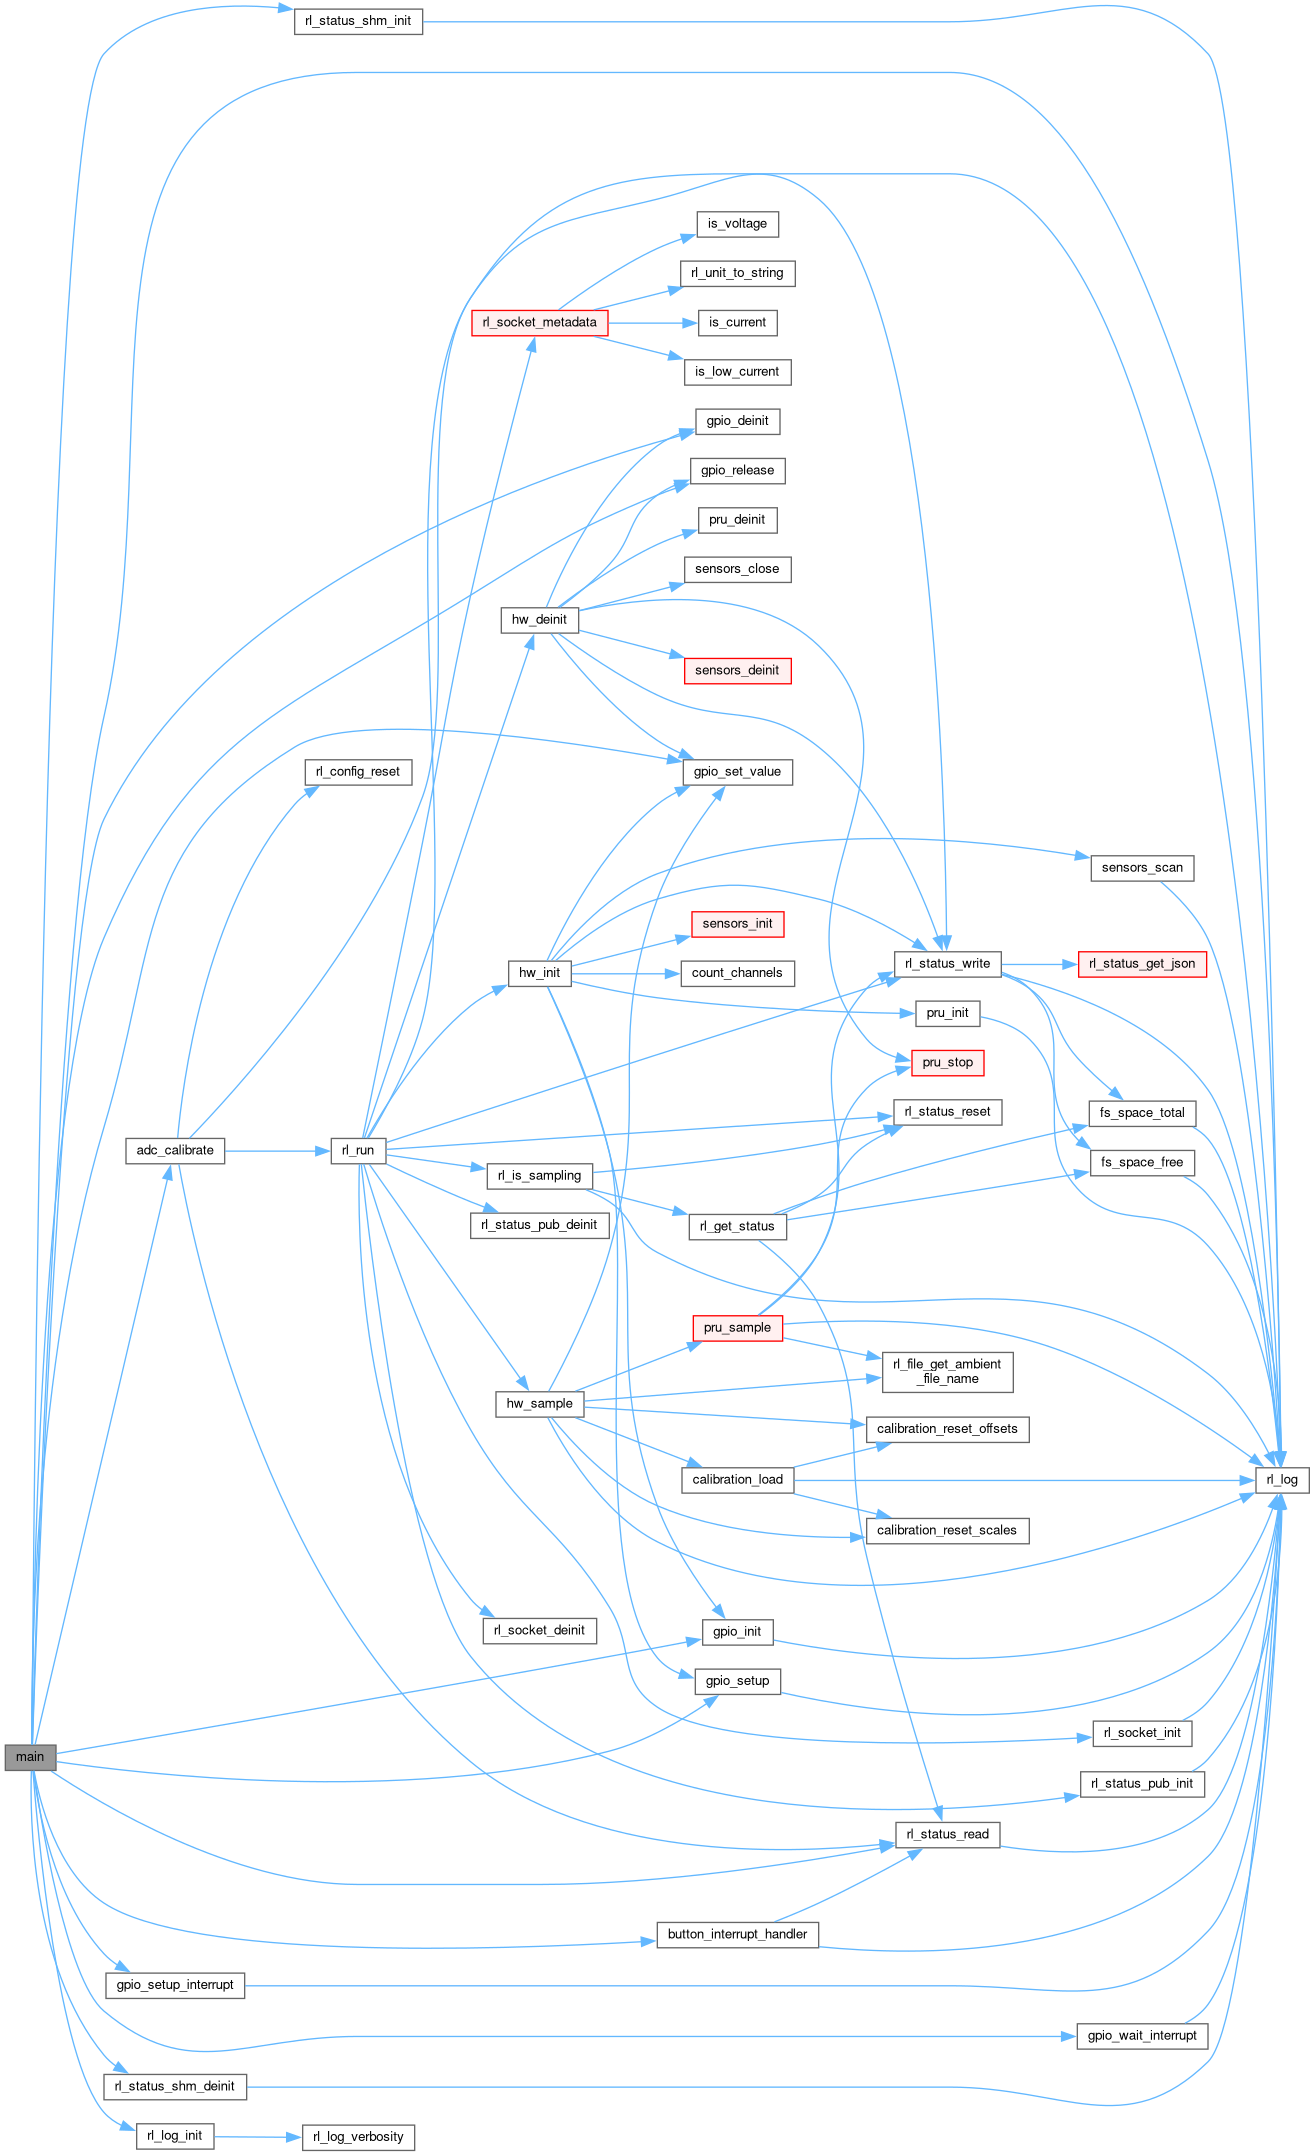 rl_status_shm_init
is_voltage
rl_unit_to_string
rl_socket_metadata
is_current
is_low_current
gpio_deinit
gpio_release
pru_deinit
sensors_close
hw_deinit
sensors_deinit
rl_config_reset
gpio_set_value
sensors_scan
sensors_init
rl_status_write
rl_status_get_json
hw_init
count_channels
pru_init
pru_stop
rl_status_reset
fs_space_total
adc_calibrate
rl_run
fs_space_free
rl_is_sampling
rl_status_pub_deinit
rl_get_status
pru_sample
rl_file_get_ambient
_file_name
hw_sample
calibration_reset_offsets
calibration_load
rl_log
calibration_reset_scales
rl_socket_deinit
gpio_init
gpio_setup
rl_socket_init
main
rl_status_pub_init
rl_status_read
button_interrupt_handler
gpio_setup_interrupt
gpio_wait_interrupt
rl_status_shm_deinit
rl_log_init
rl_log_verbosity